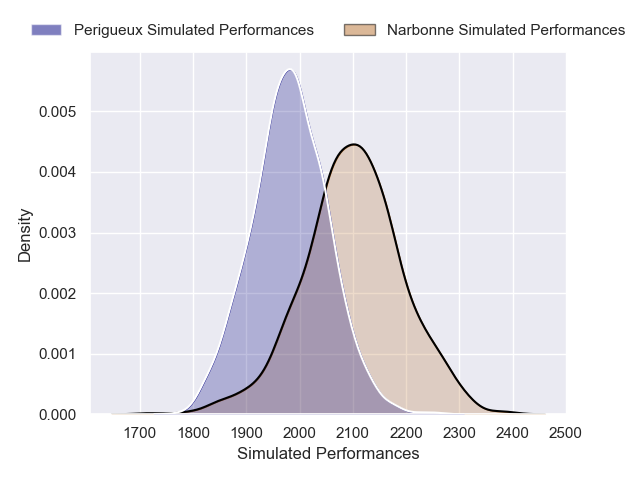 Perigueux Simulated Performances
Narbonne Simulated Performances
Density
0.005
0.004
0.003
0.002
0.001
0.000
1700 1800 1900 2000 2100 2200 2300 2400 2500
Simulated Performances